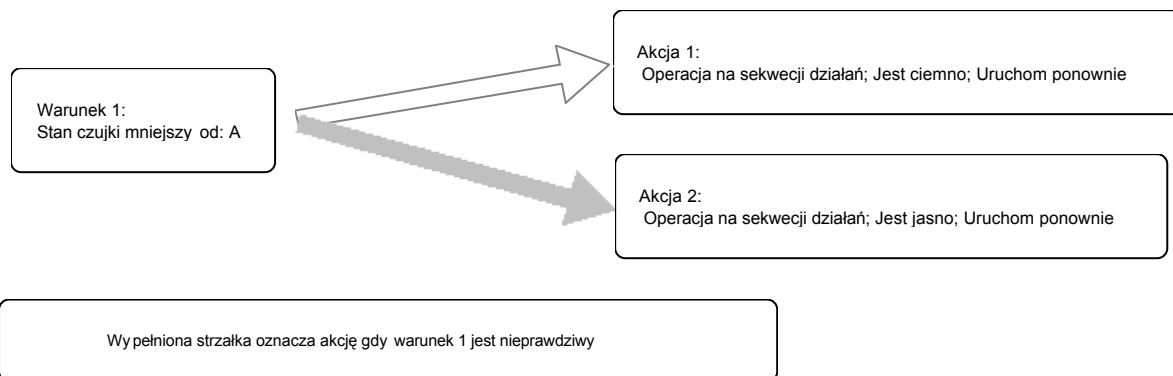 Akcja 1:
Operacja na sekwecji działań; Jest ciemno; Uruchom ponownie
Warunek 1:
Stan czujki mniejszy od: A
Akcja 2:
Operacja na sekwecji działań; Jest jasno; Uruchom ponownie
Wypełniona strzałka oznacza akcję gdy warunek 1 jest nieprawdziwy